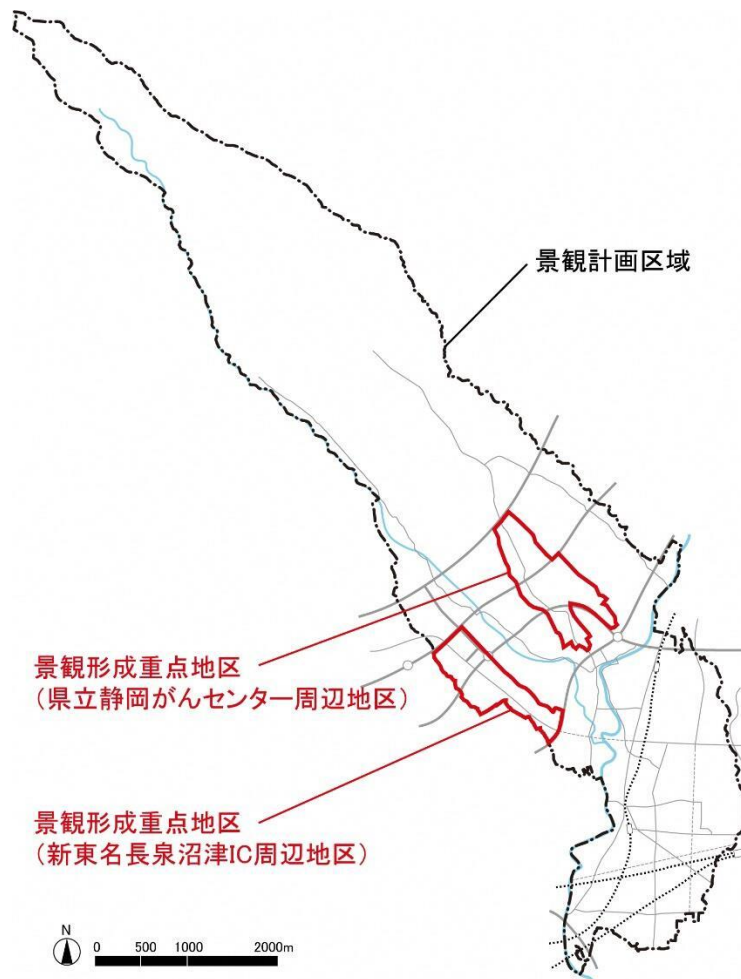 景観計画区域
景観形成重点地区
（県立静岡がんセンター周辺地区）
景観形成重点地区
（新東名長泉沼津IC周辺地区）
N
0 500 1000 2000m